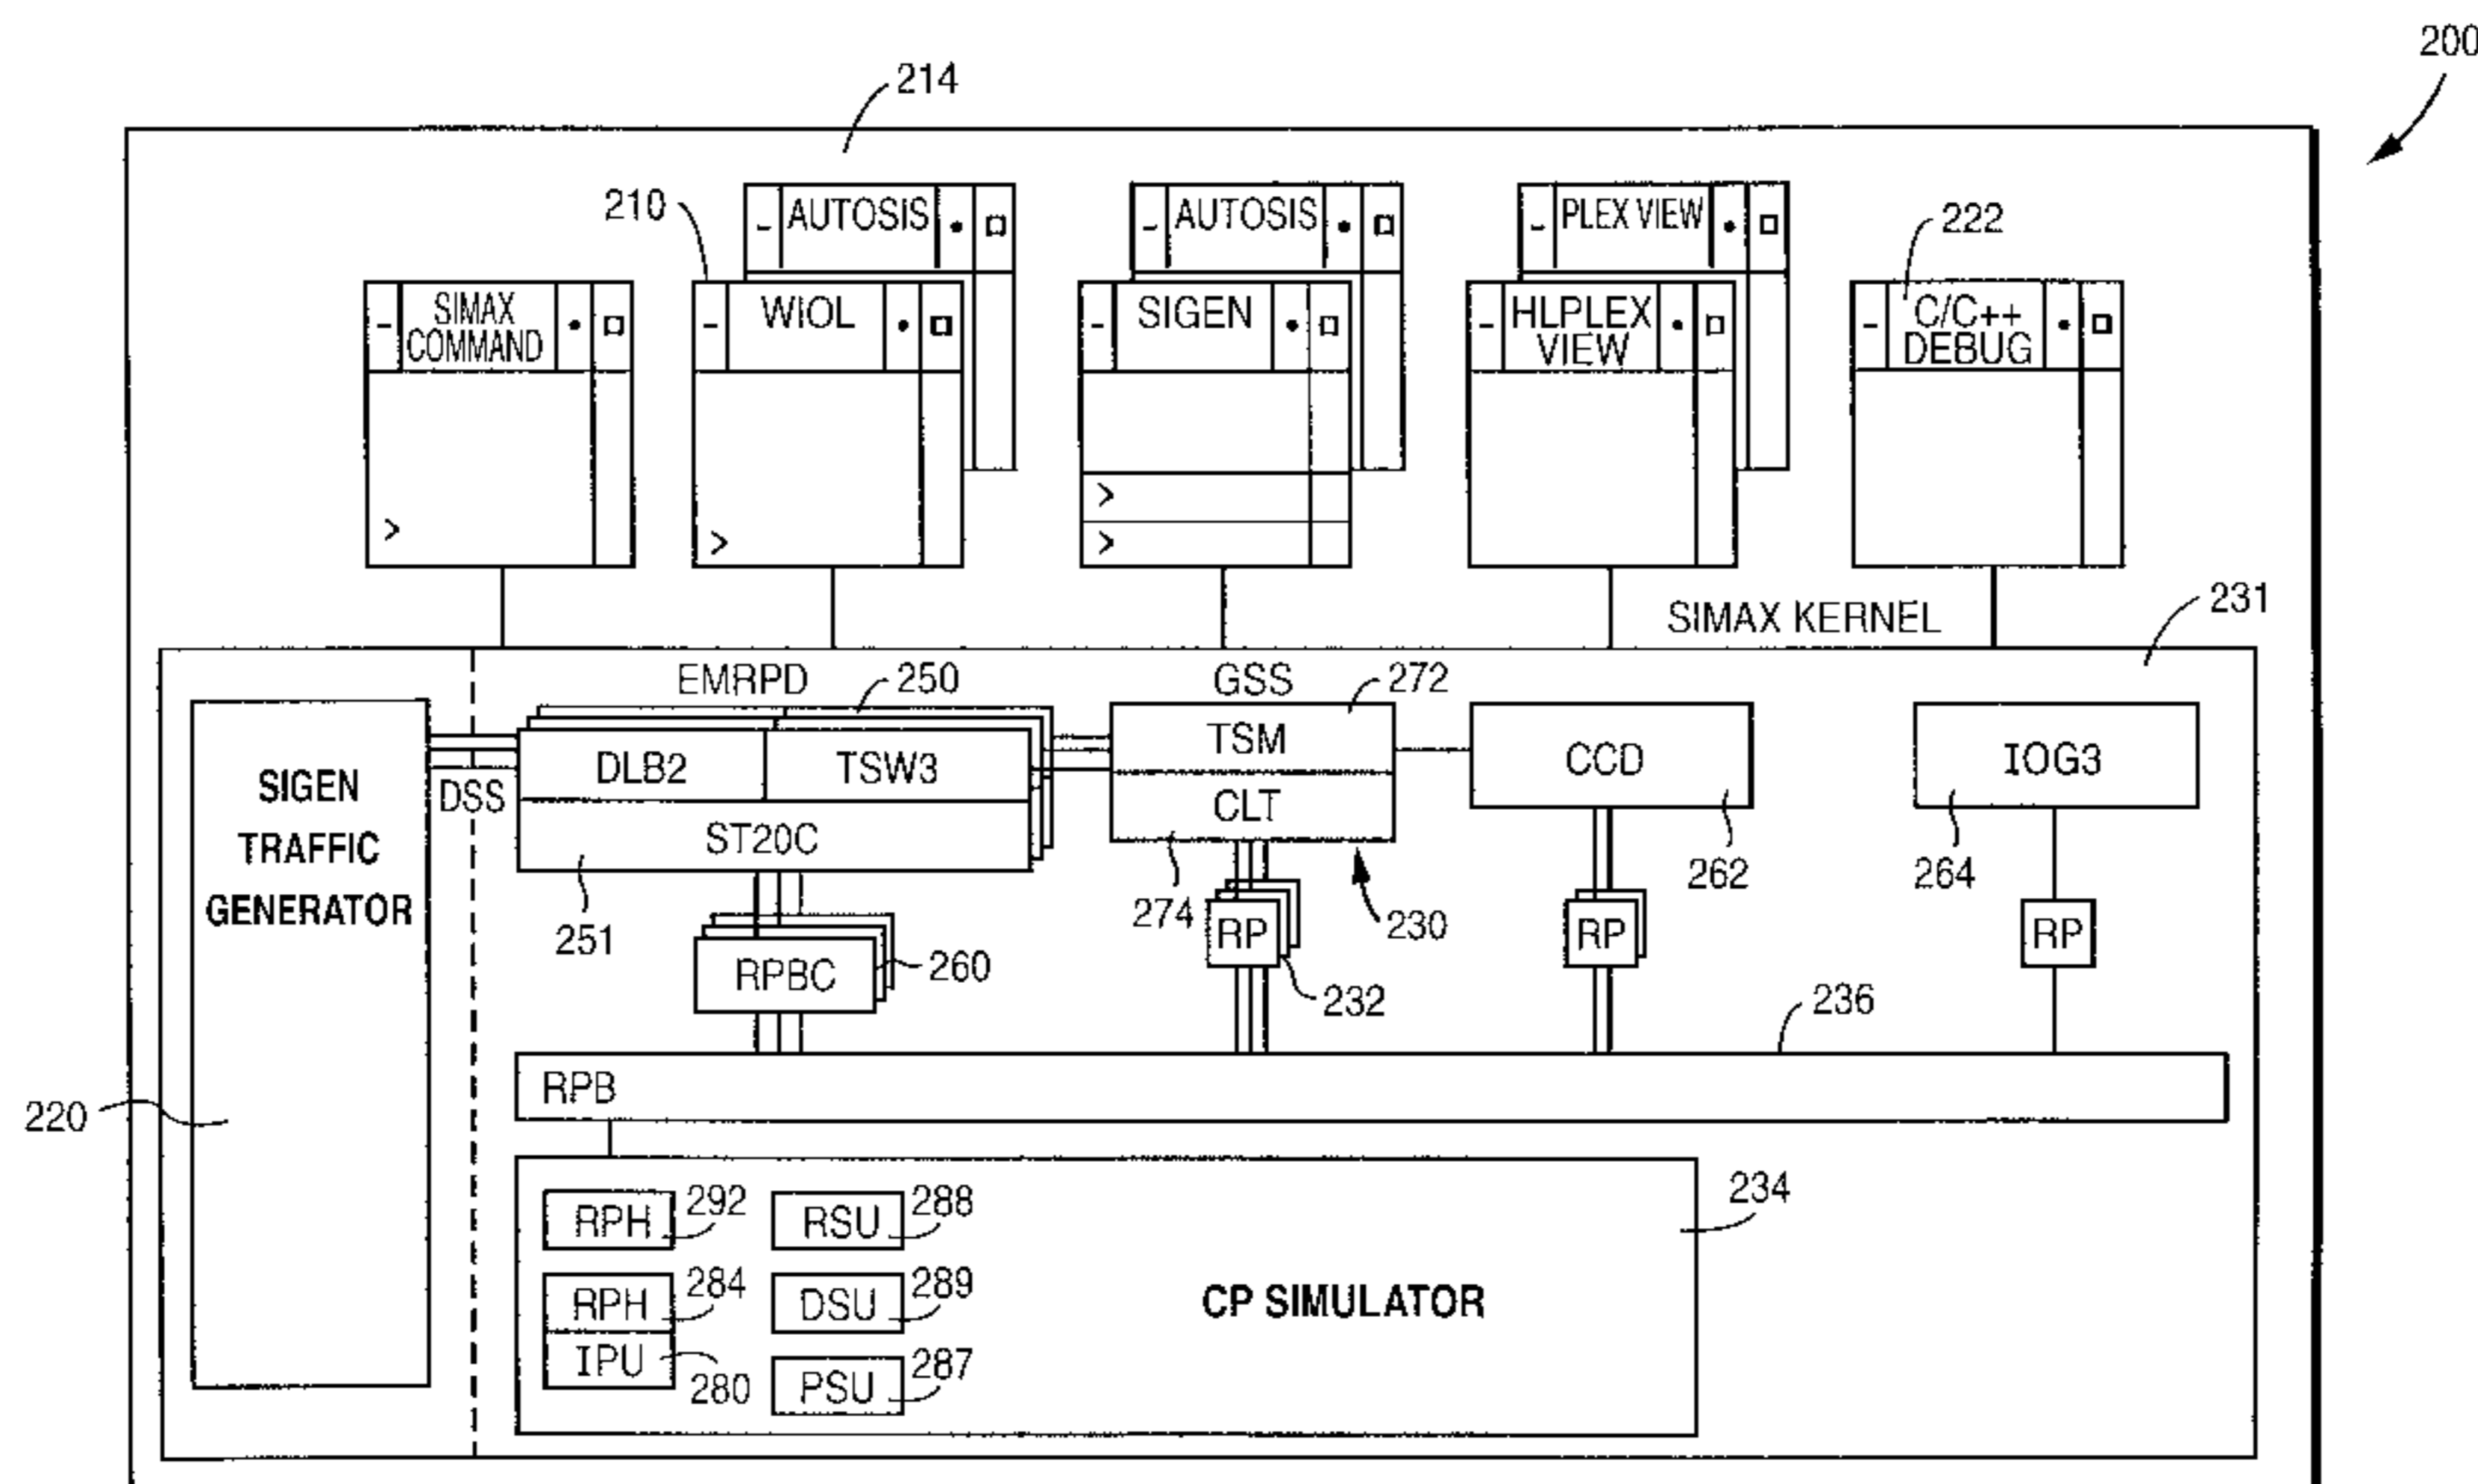 200
214
210
AUTOSIS
AUTOSIS
PLEX VIEW
222
SIMAX
COMMAND
WIOL
SIGEN
HLPLEX
VIEW
C/C++
DEBUG
>
>
>
>
SIMAX KERNEL
231
EMRPD
250
GSS
272
SIGEN
TRAFFIC
GENERATOR
DSS
DLB2
TSW3
ST20C
251
TSM
CLT
274
230
CCD
262
IOG3
264
RPBC
260
RP
232
RP
RP
236
RPB
220
234
RPH
292
RSU
288
RPH
284
DSU
289
IPU
280
PSU
287
CP SIMULATOR